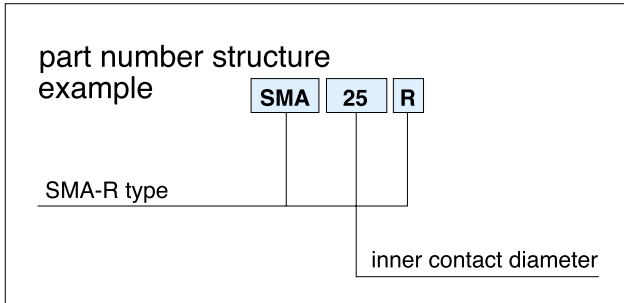 part number structure
example
SMA 25 R
SMA-R type
inner contact diameter